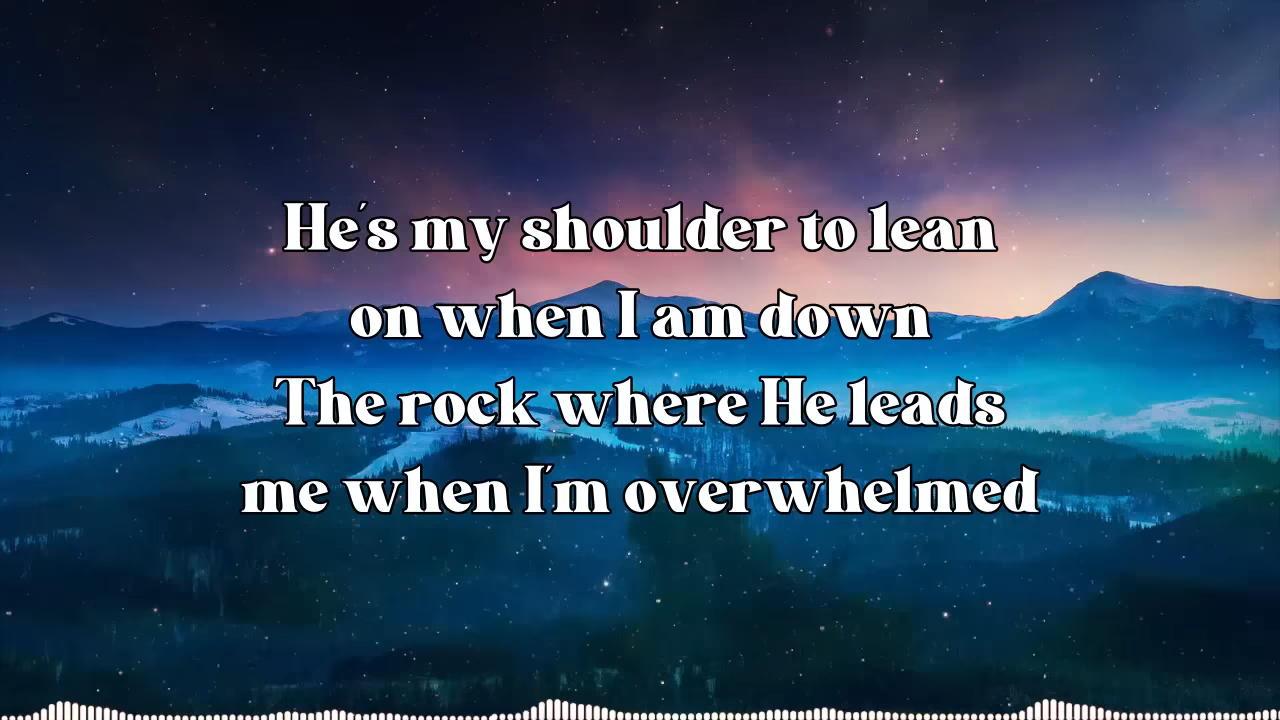 He's my shoulder to lean
on when I am down
The rock where He leads
me when I'm overwhelmed